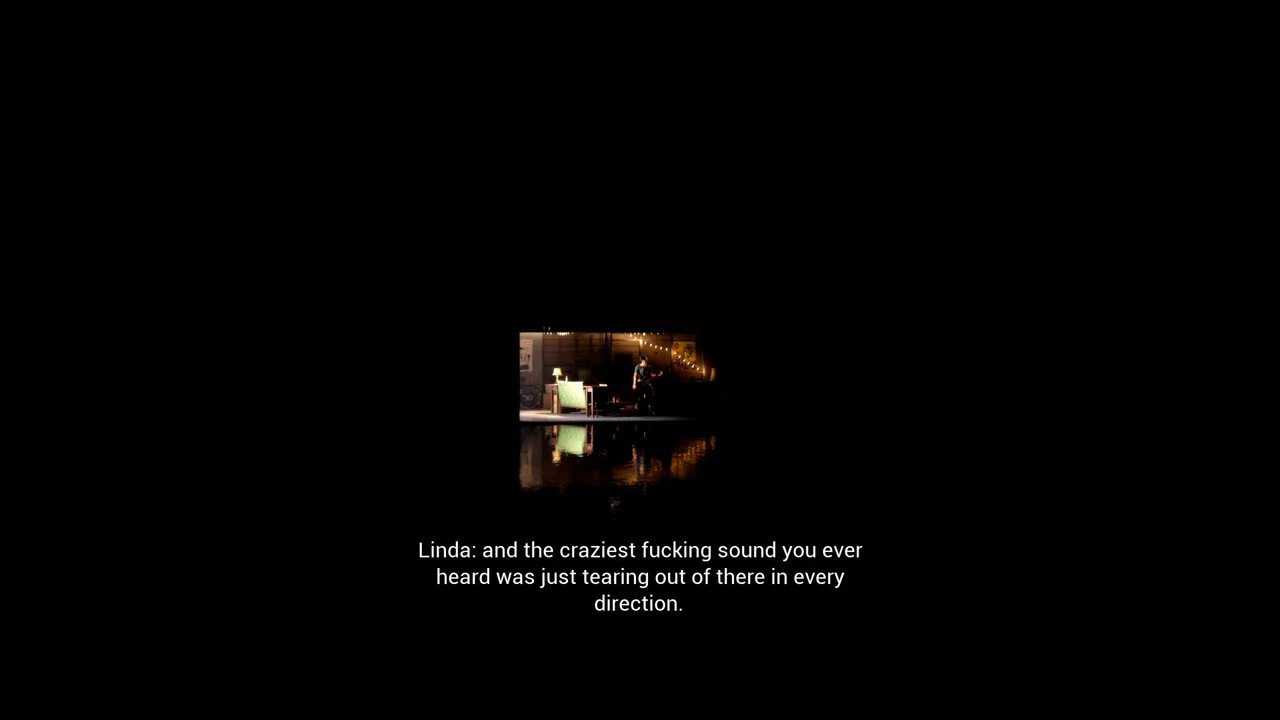 Linda: and the craziest fucking sound you ever
heard was just tearing out of there in every
direction.